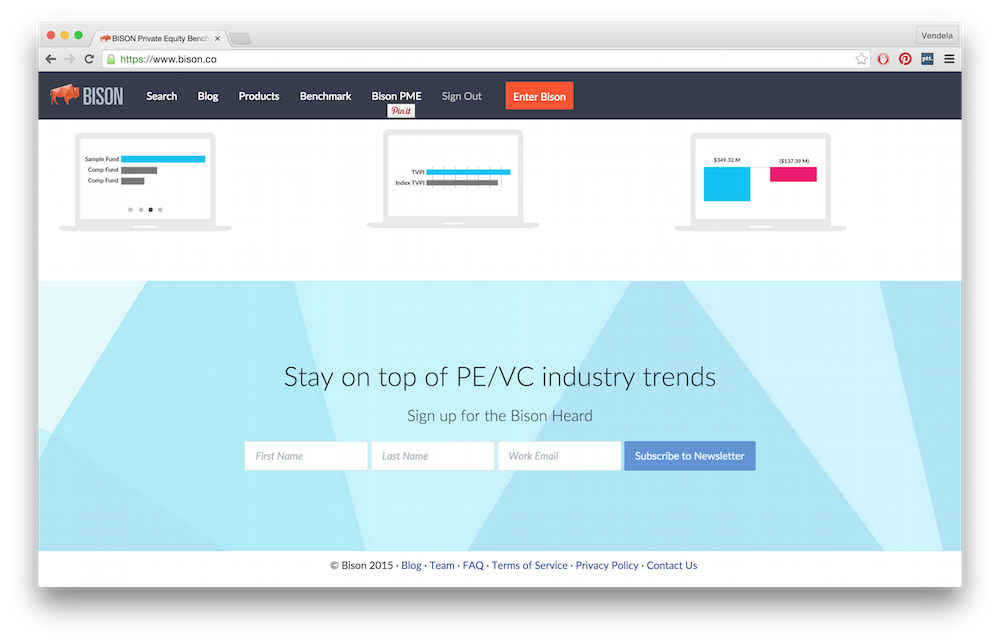 BISON Private Equity Bench
Vendela
https://www.bison.co
ptt.
BISON
Search
Blog
Products
Benchmark
Bison PME
Sign Out
Enter Bison
Pin it
Sample Fund
Comp Fund
Comp Fund
TVPI
Index TVPI
$349.32 M
($137.39 M)
Stay on top of PE/VC industry trends
Sign up for the Bison Heard
First Name
Last Name
Work Email
Subscribe to Newsletter
© Bison 2015 · Blog · Team · FAQ · Terms of Service · Privacy Policy · Contact Us